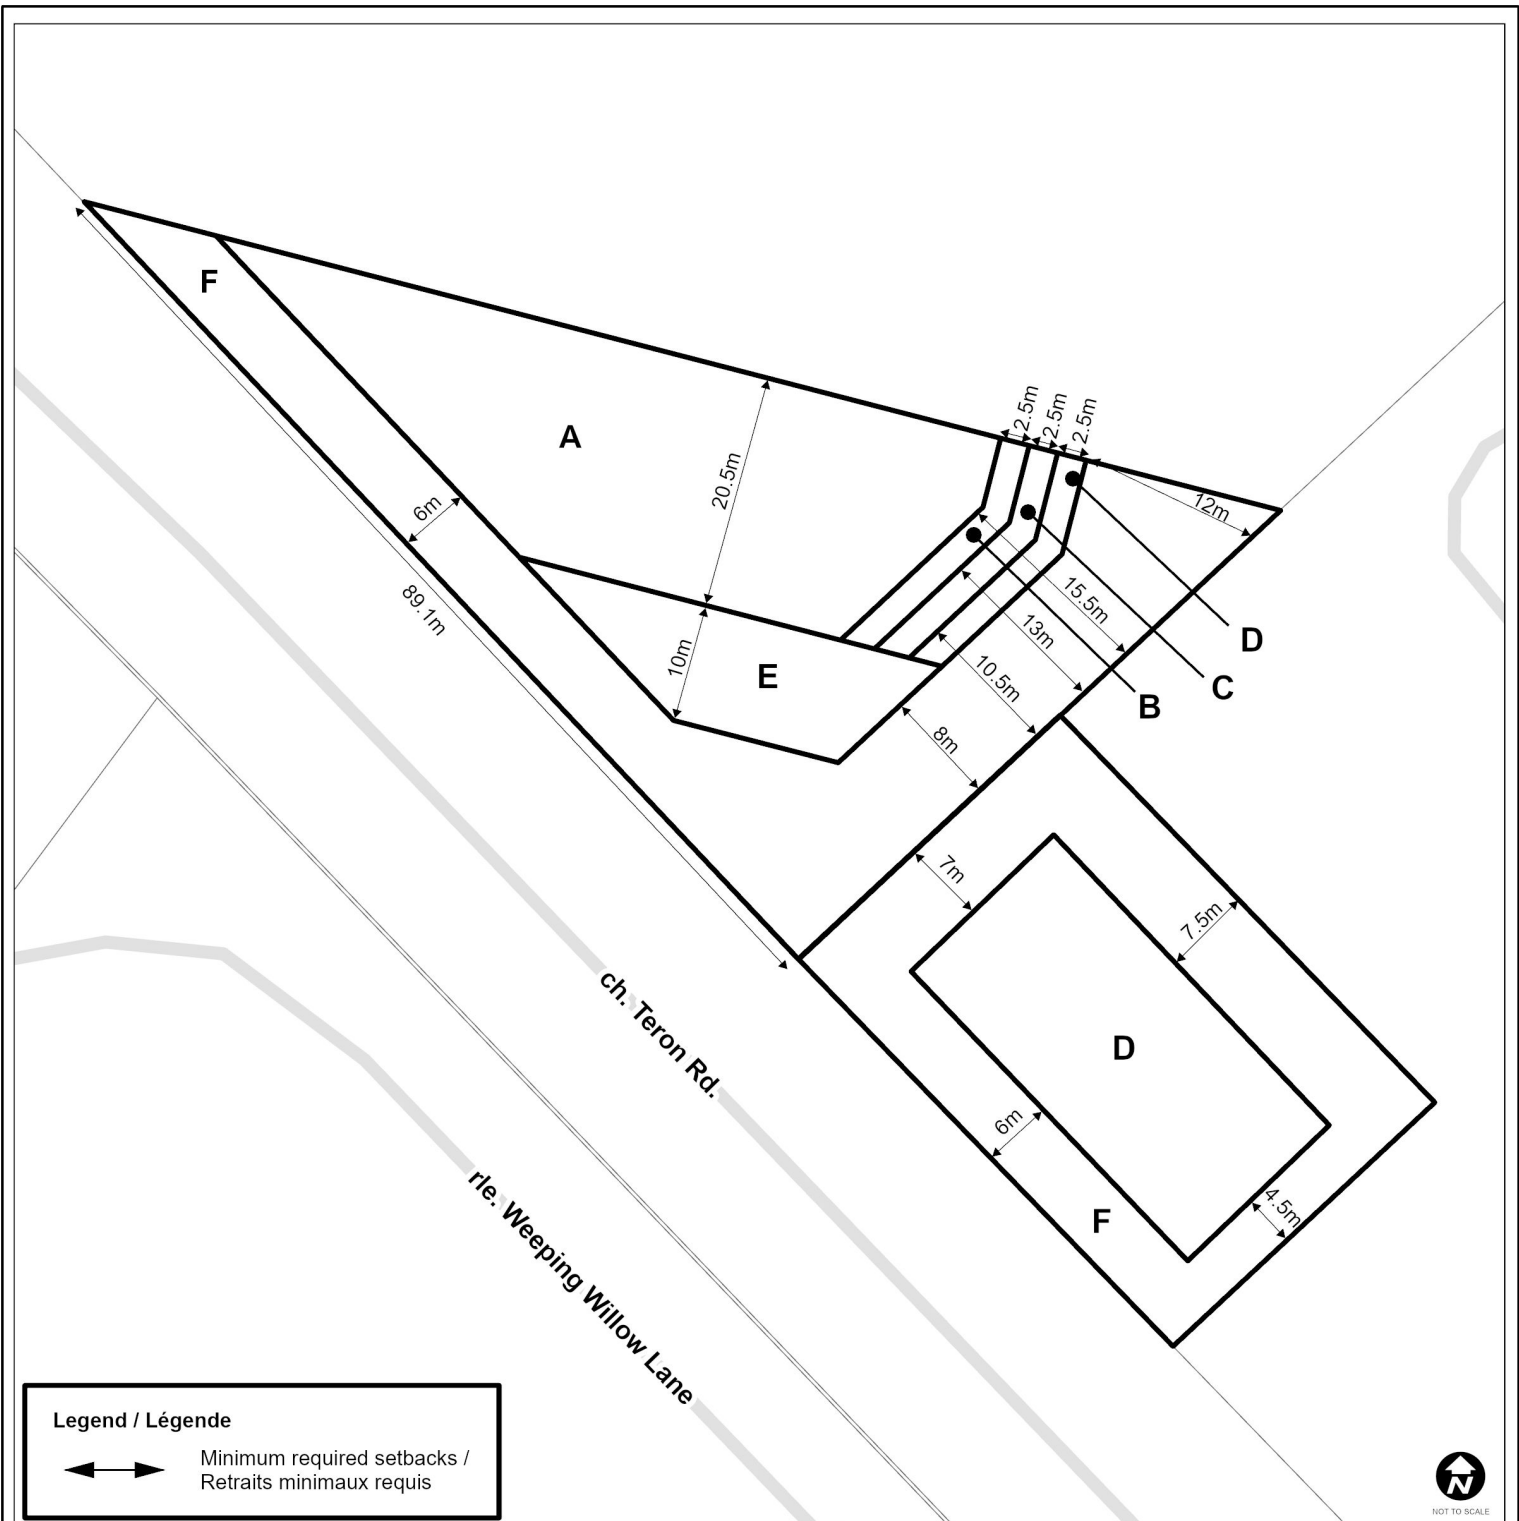 F
A
2.5m
2.5m
2.5m
12m
20.5m
6m
89.1m
15.5m
13m
10.5m
8m
10m
E
D
C
B
7m
7.5m
D
6m
F
4.5m
ch. Teron Rd.
rle. Weeping Willow Lane
Legend / Légende
Minimum required setbacks /
Retraits minimaux requis
N
NOT TO SCALE